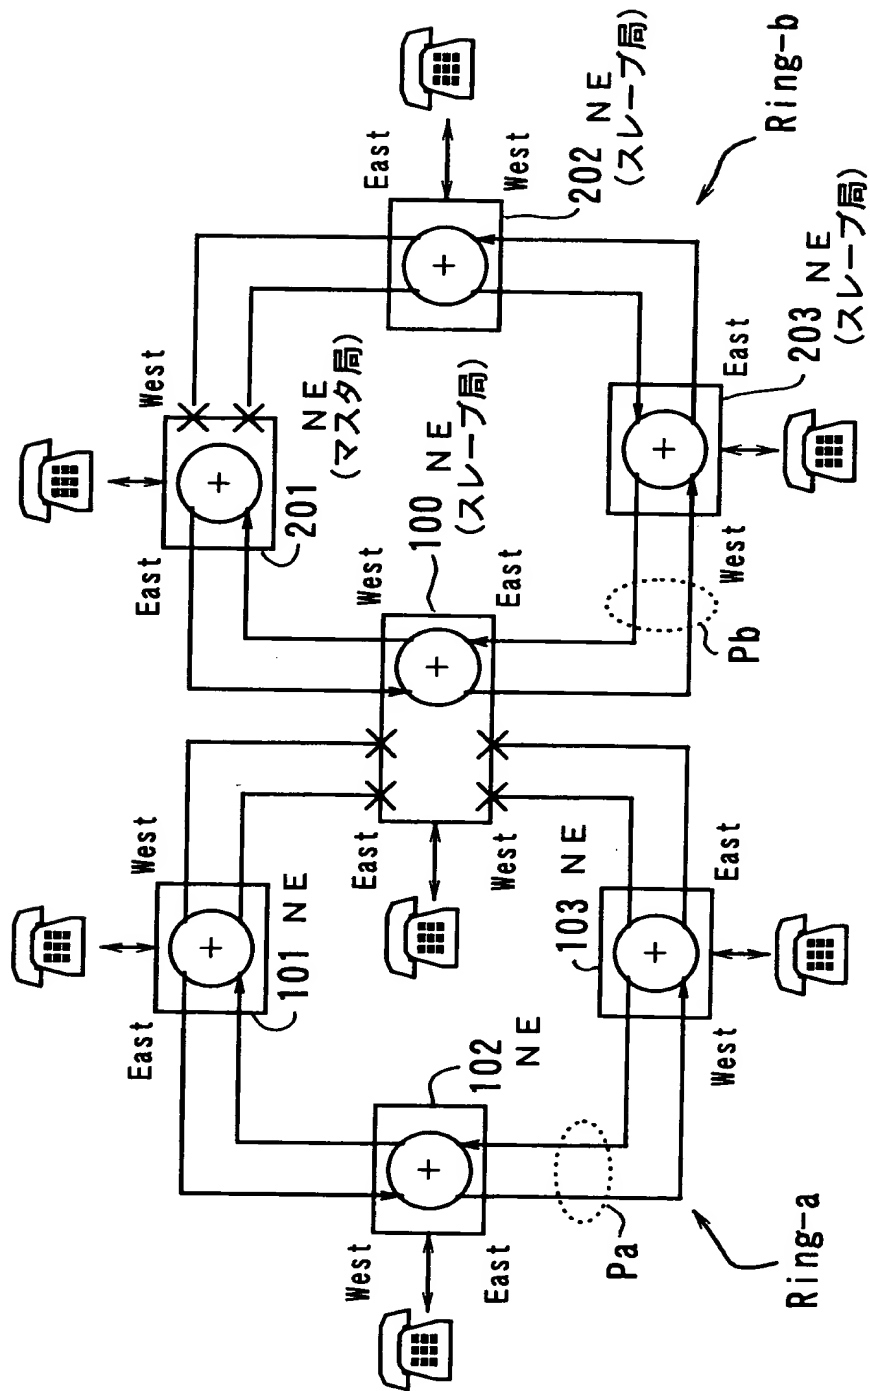 East
West
East
West
101 NE
201
NE
(マスタ局)
West
East
West
East
100 NE
(スレーブ局)
102
NE
East
West
East
West
103 NE
202 NE
(スレーブ局)
Pa
West
East
West
East
Pb
203 NE
(スレーブ局)
Ring-a
Ring-b